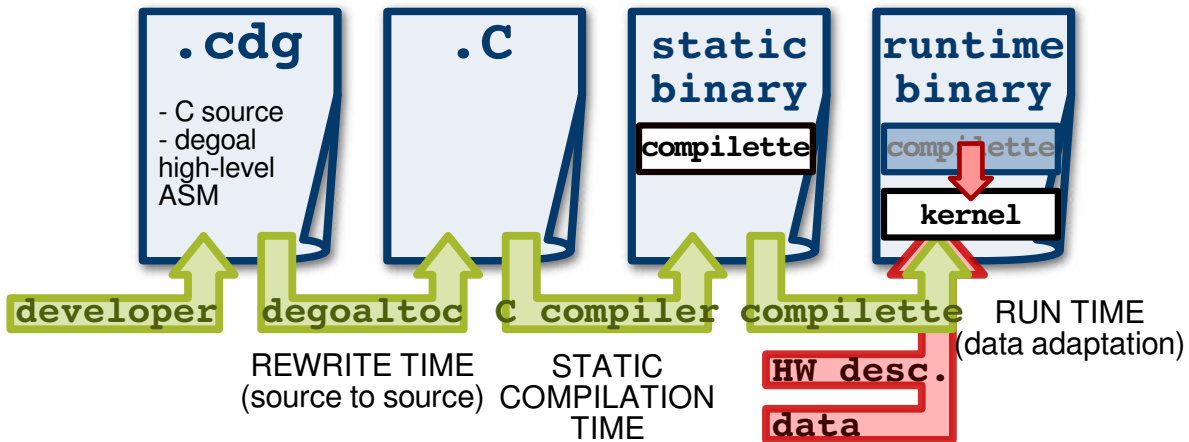 .cdg
- C source
- degoal
high-level
ASM
.C
static
binary
compilette
runtime
binary
compilette
kernel
developer
degoaltoc
C compiler
compilette
REWRITE TIME
(source to source)
STATIC
COMPILATION
TIME
RUN TIME
(data adaptation)
HW desc.
data